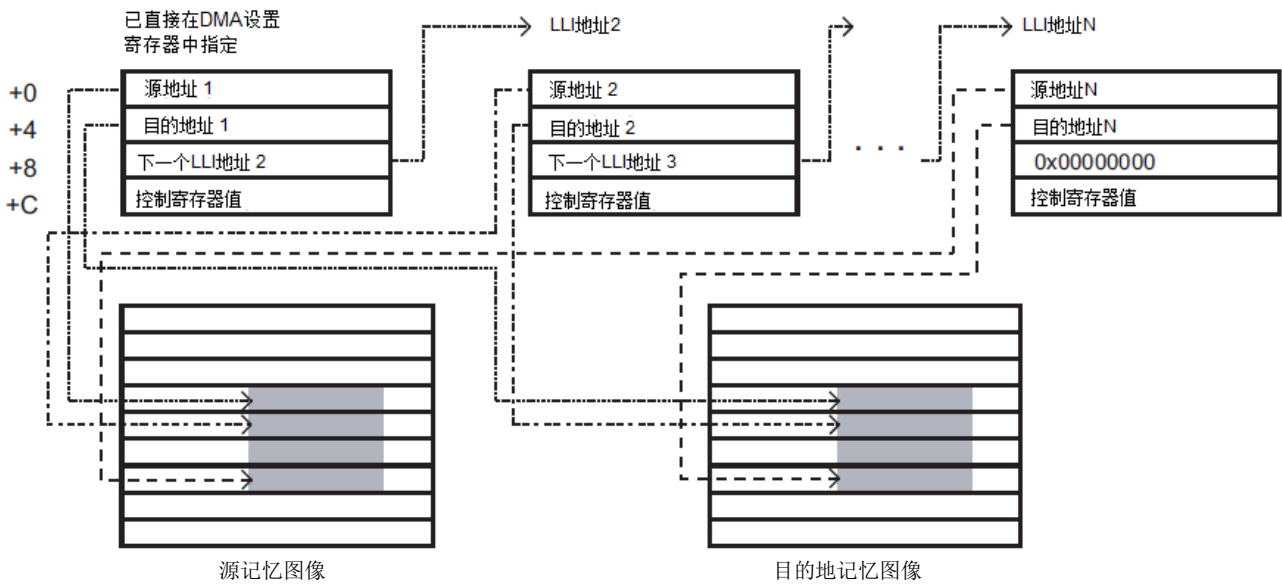 已直接在DMA设置
寄存器中指定
LLI地址2
LLI地址N
+0
源地址 1
源地址 2
源地址N
+4
目的地址 1
目的地址 2
目的地址N
+8
下一个LLI地址 2
下一个LLI地址 3
. . .
0x00000000
+C
控制寄存器值
控制寄存器值
控制寄存器值
源记忆图像
目的地记忆图像